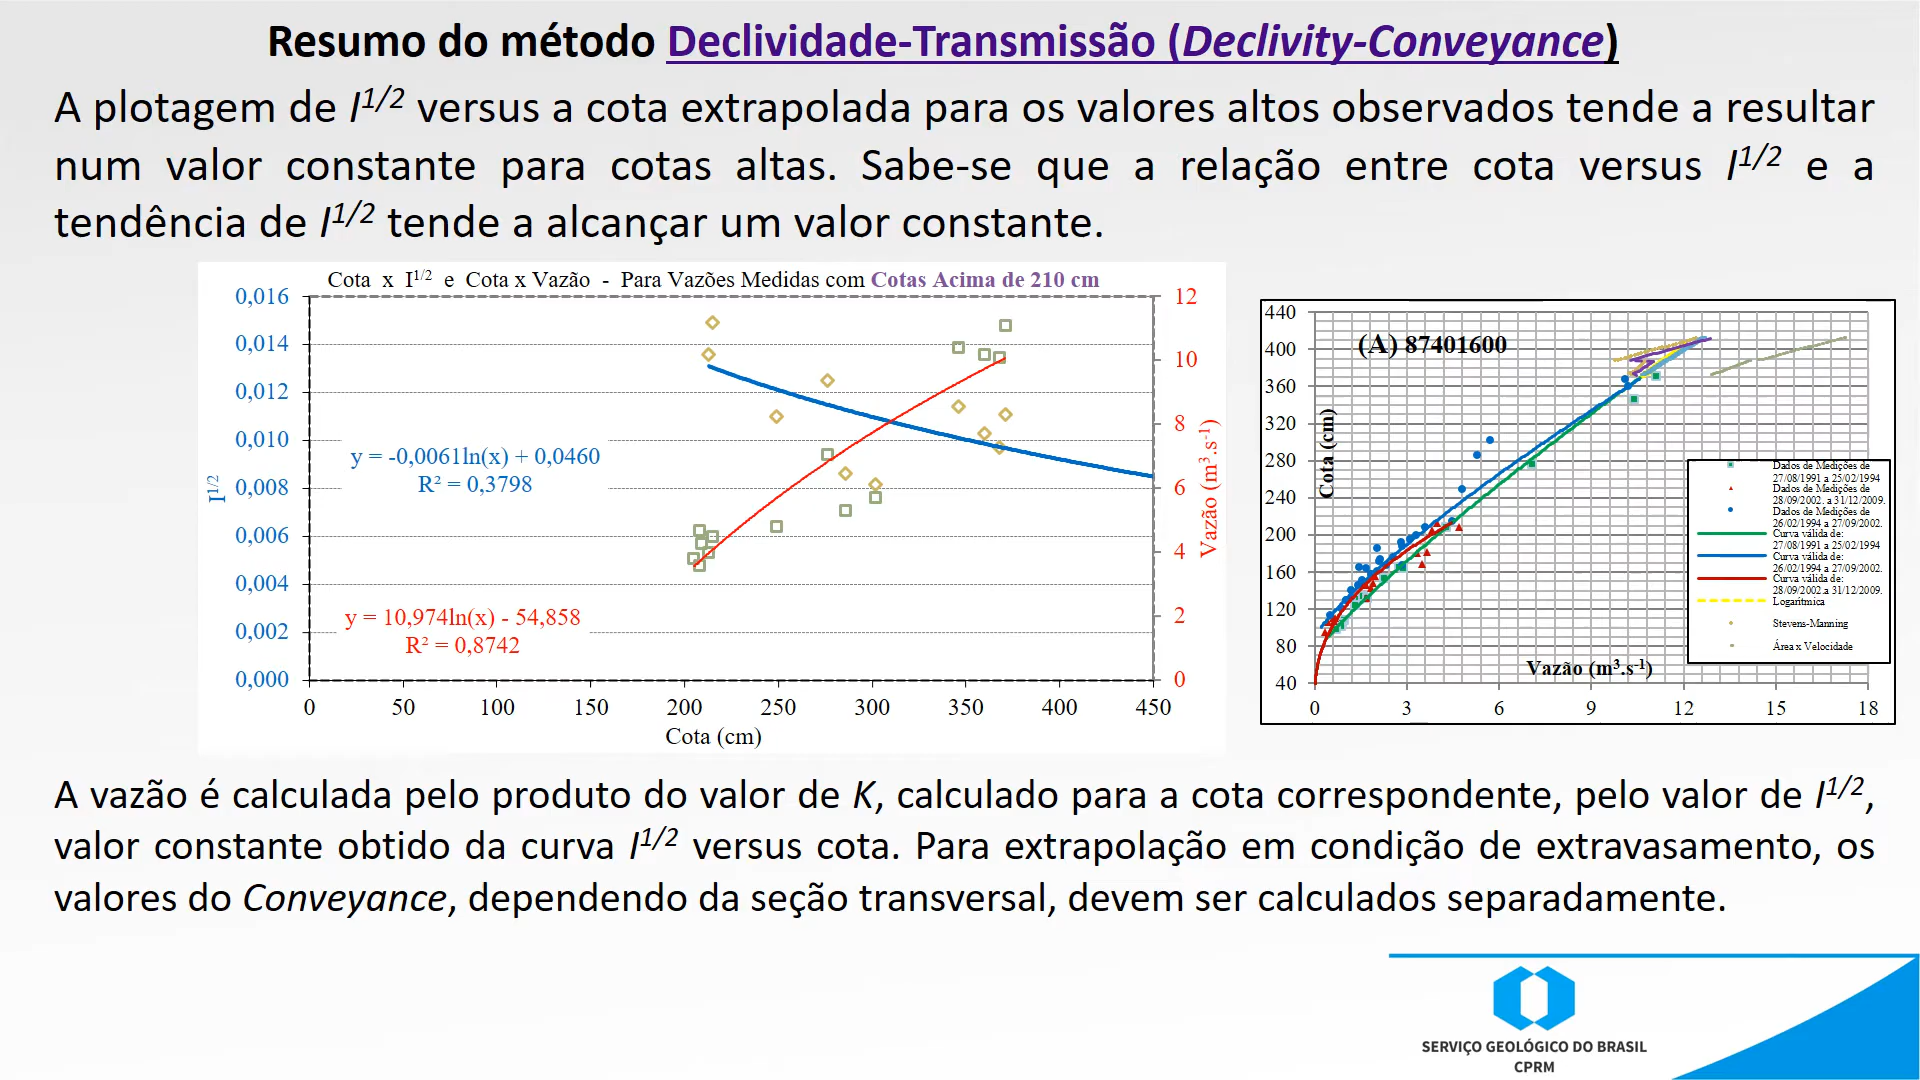 Resumo do método Declividade-Transmissão (Declivity-Conveyance)
A plotagem de I1/2 versus a cota extrapolada para os valores altos observados tende a resultar
num valor constante para cotas altas. Sabe-se que a relação entre cota versus I1/2 e a
tendência de I1/2 tende a alcançar um valor constante.
Cota x I1/2 e Cota x Vazão - Para Vazões Medidas com Cotas Acima de 210 cm
0,016
0,014
0,012
0,010
0,008
0,006
0,004
0,002
0,000
I1/2
y = -0,0061ln(x) + 0,0460
R² = 0,3798
y = 10,974ln(x) - 54,858
R² = 0,8742
12
10
8
6
4
2
0
Vazão (m3.s-1)
0 50 100 150 200 250 300 350 400 450
Cota (cm)
440
400
360
320
280
240
200
160
120
80
40
Cota (cm)
(A) 87401600
Dados de Medições de
27/08/1991 a 25/02/1994
Dados de Medições de
28/09/2002. a 31/12/2009.
Dados de Medições de
26/02/1994 a 27/09/2002.
Curva válida de:
27/08/1991 a 25/02/1994
Curva válida de:
26/02/1994 a 27/09/2002.
Curva válida de:
28/09/2002.a 31/12/2009.
Logarítmica
Stevens-Manning
Área x Velocidade
Vazão (m3.s-1)
0 3 6 9 12 15 18
A vazão é calculada pelo produto do valor de K, calculado para a cota correspondente, pelo valor de I1/2,
valor constante obtido da curva I1/2 versus cota. Para extrapolação em condição de extravasamento, os
valores do Conveyance, dependendo da seção transversal, devem ser calculados separadamente.
SERVIÇO GEOLÓGICO DO BRASIL
CPRM